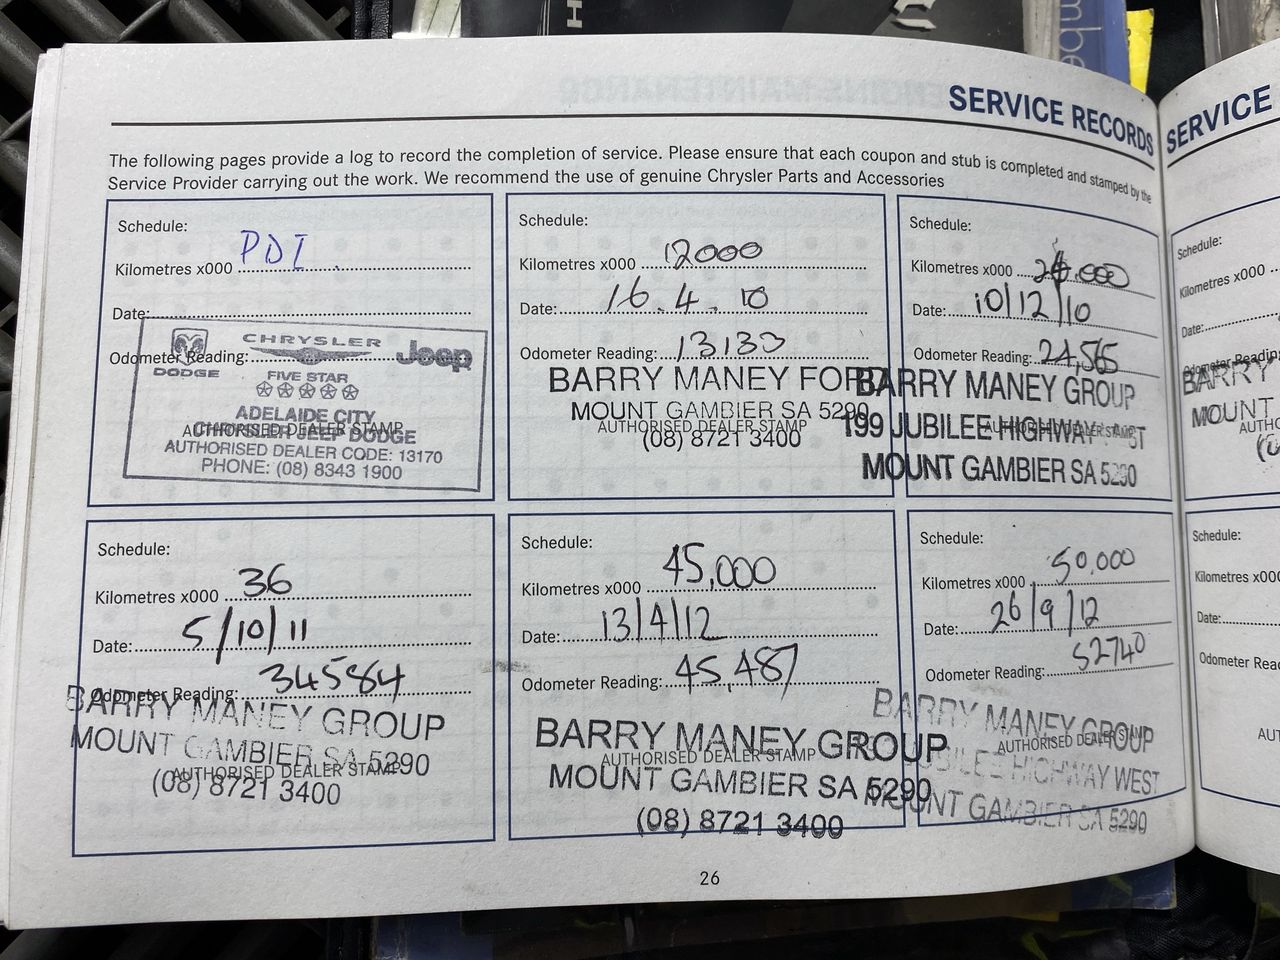 SERVICE RECORDS
The following pages provide a log to record the completion of service. Please ensure that each coupon and stub is completed and stamped by the
Service Provider carrying out the work. We recommend the use of genuine Chrysler Parts and Accessories
Schedule:
Kilometres x000 PDI
Date:
Odometer Reading:
DODGE
CHRYSLER
Jeep
FIVE STAR
ADELAIDE CITY
CHRYSLER JEEP DODGE
AUTHORISED DEALER STAMP
AUTHORISED DEALER CODE: 13170
PHONE: (08) 8343 1900
Schedule:
Kilometres x000 12000
Date: 16.4.10
Odometer Reading: 13133
BARRY MANEY FORD
MOUNT GAMBIER SA 5290
AUTHORISED DEALER STAMP
(08) 8721 3400
Schedule:
Kilometres x000 24.000
Date: 10/12/10
Odometer Reading: 24,565
BARRY MANEY GROUP
199 JUBILEE HIGHWAY
AUTHORISED DEALER STAMP
MOUNT GAMBIER SA 5290
Schedule:
Kilometres x000 36
Date: 5/10/11
Odometer Reading: 34584
BARRY MANEY GROUP
MOUNT GAMBIER SA 5290
AUTHORISED DEALER STAMP
(08) 8721 3400
Schedule:
Kilometres x000 45,000
Date: 13/4/12
Odometer Reading: 45,487
BARRY MANEY GROUP
AUTHORISED DEALER STAMP
MOUNT GAMBIER SA 5290
(08) 8721 3400
Schedule:
Kilometres x000 50,000
Date: 26/9/12
Odometer Reading: 52740
BARRY MANEY GROUP
AUTHORISED DEALER STAMP
JUBILEE HIGHWAY WEST
MOUNT GAMBIER SA 5290
26
SERVICE
Schedule:
Kilometres x000
Date:
BARRY
MOUNT
Schedule:
Kilometres x000
Date: